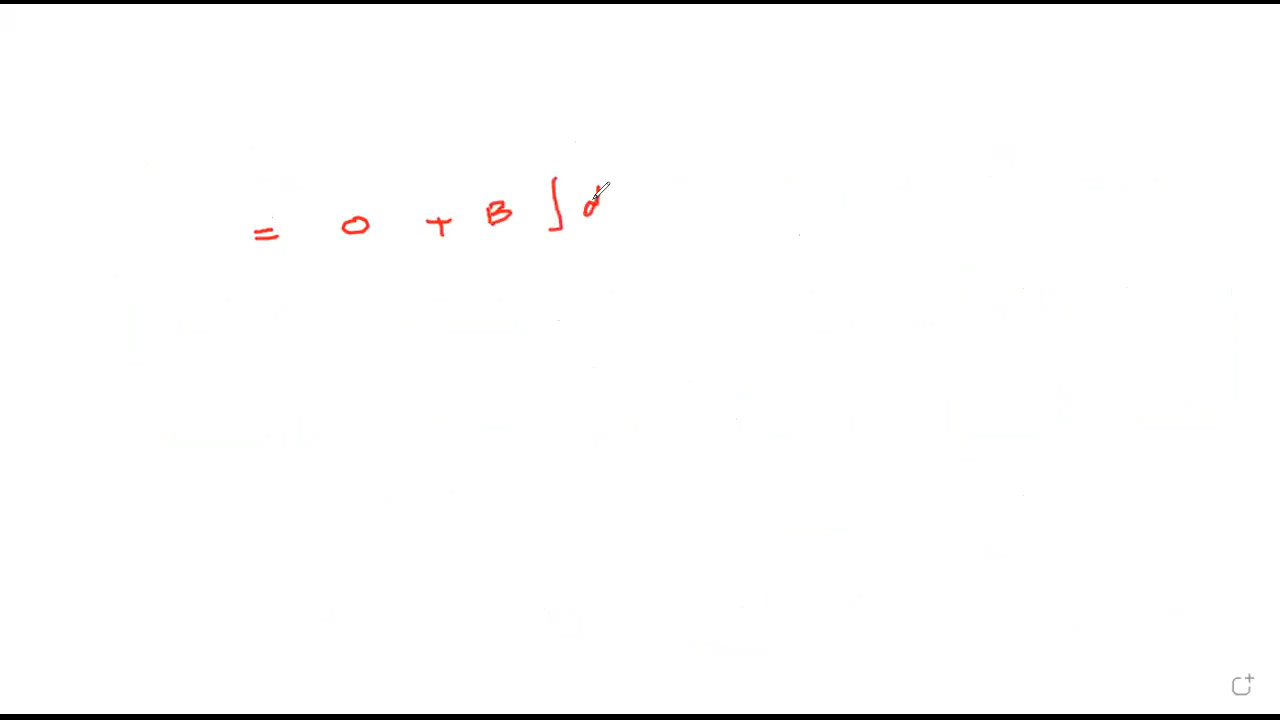 = 0 + B ∫ d